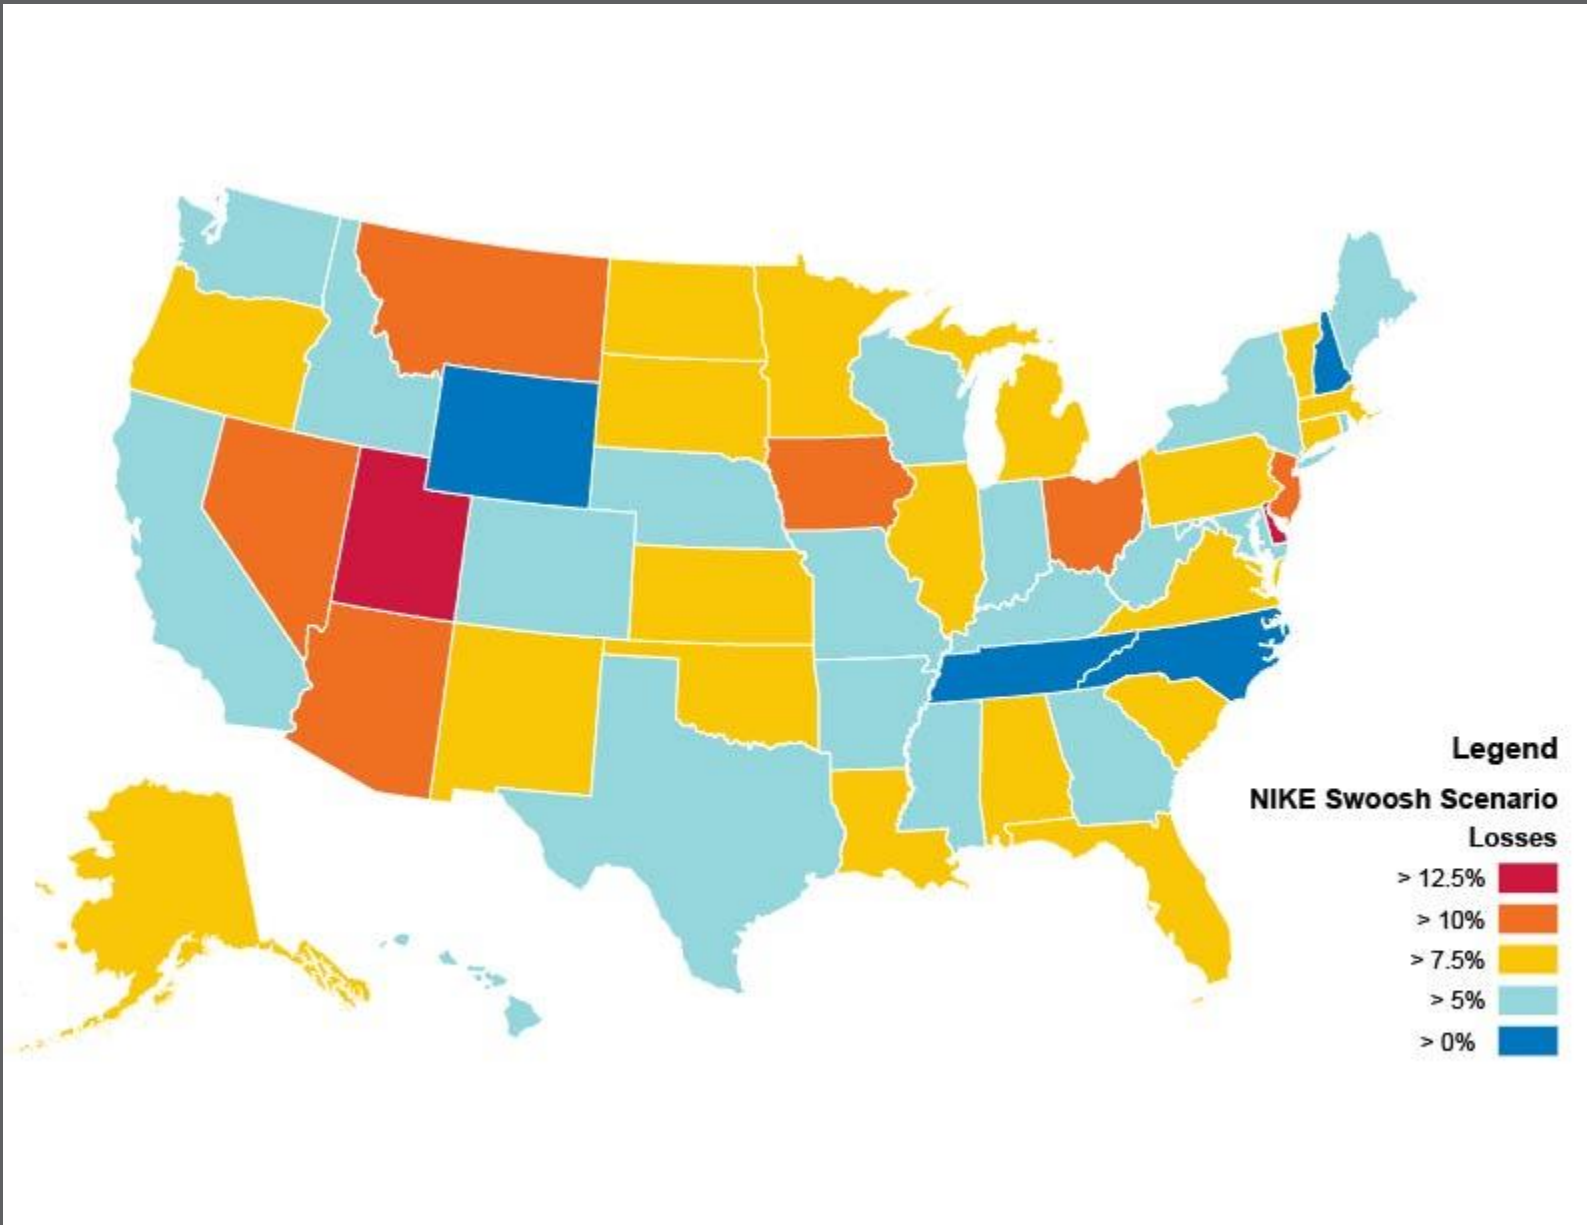 Legend
NIKE Swoosh Scenario
Losses
> 12.5%
> 10%
> 7.5%
> 5%
> 0%